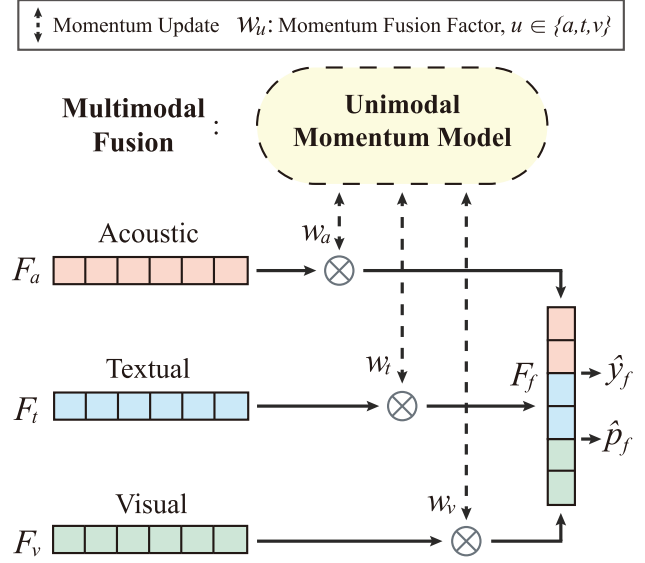 Momentum Update   w_u: Momentum Fusion Factor, u ∈ {a,t,v}
Multimodal
Fusion :
Unimodal
Momentum Model
Acoustic
w_a
F_a
Textual
w_t
F_t
F_f
ŷ_f
p̂_f
Visual
w_v
F_v